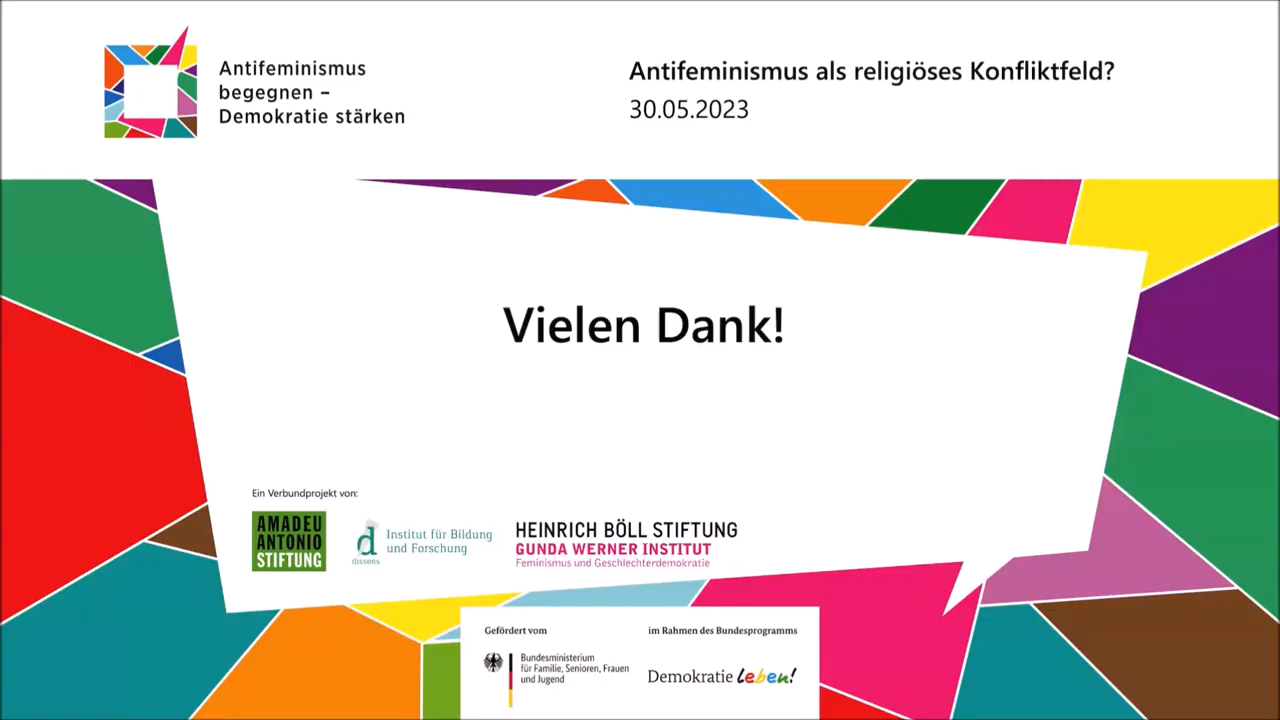 Antifeminismus
begegnen –
Demokratie stärken
Antifeminismus als religiöses Konfliktfeld?
30.05.2023
Vielen Dank!
Ein Verbundprojekt von:
AMADEU
ANTONIO
STIFTUNG
d
dissens
Institut für Bildung
und Forschung
HEINRICH BÖLL STIFTUNG
GUNDA WERNER INSTITUT
Feminismus und Geschlechterdemokratie
Gefördert vom
Bundesministerium
für Familie, Senioren, Frauen
und Jugend
im Rahmen des Bundesprogramms
Demokratie leben!